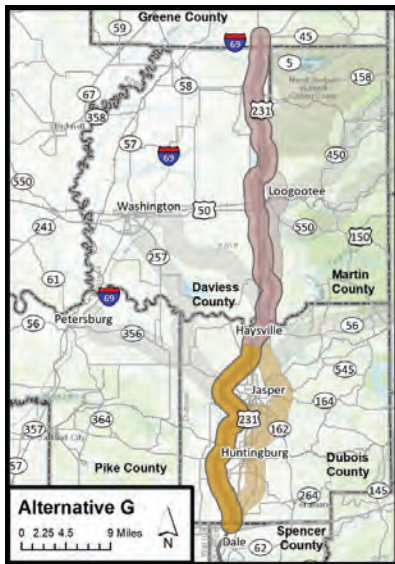 Greene County
59
69
45
5
158
67
58
231
358
57
69
450
550
Loogootee
Washington
50
241
550
150
257
61
Daviess
County
Martin
County
69
56
Petersburg
356
Haysville
56
545
Jasper
364
231
164
357
162
Huntingburg
57
Pike County
Dubois
County
264
145
Alternative G
0 2.25 4.5 9 Miles
N
Spencer
County
Dale
62